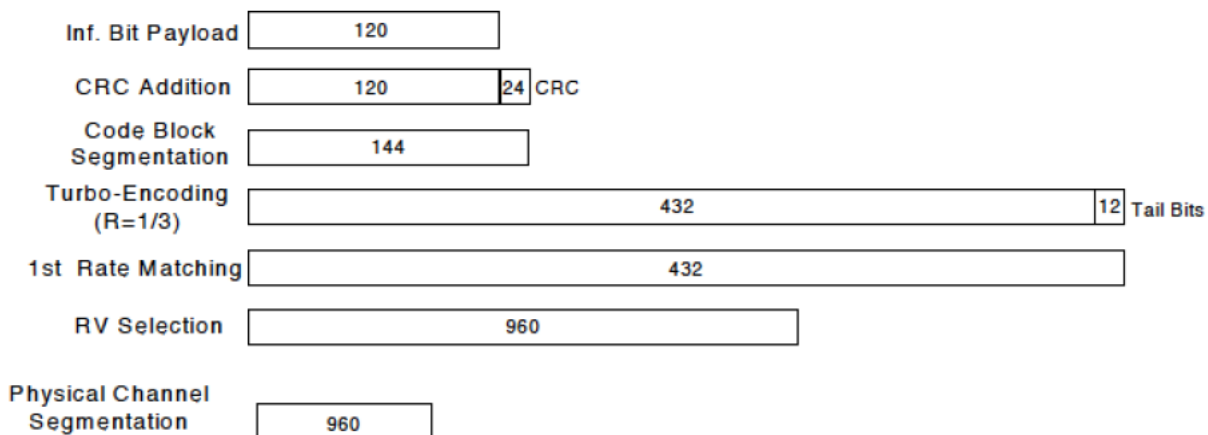 Inf. Bit Payload 120
CRC Addition 120 24 CRC
Code Block
Segmentation 144
Turbo-Encoding
(R=1/3) 432 12 Tail Bits
1st Rate Matching 432
RV Selection 960
Physical Channel
Segmentation 960